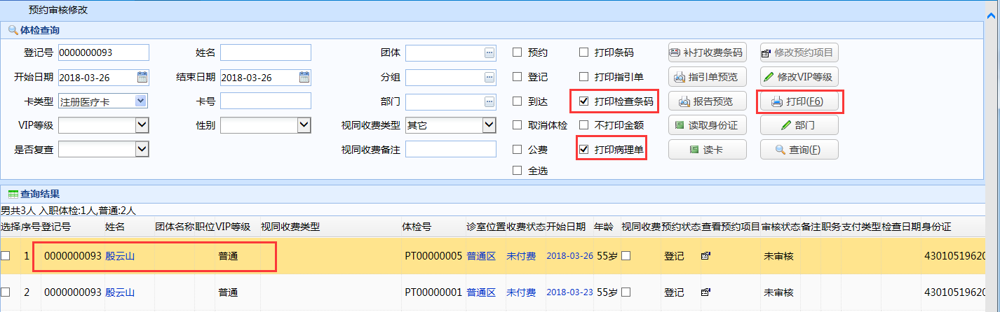 预约审核修改
体检查询
登记号 0000000093 姓名 团体 预约 打印条码 补打收费条码 修改预约项目
开始日期 2018-03-26 结束日期 2018-03-26 分组 登记 打印指引单 指引单预览 修改VIP等级
卡类型 注册医疗卡 卡号 部门 到达 打印检查条码 报告预览 打印(F6)
VIP等级 性别 视同收费类型 其它 取消体检 不打印金额 读取身份证 部门
是否复查 视同收费备注 公费 打印病理单 读卡 查询(F)
全选
查询结果
男共3人 入职体检:1人,普通:2人
选择 序号 登记号 姓名 团体名称 职位 VIP等级 视同收费类型 体检号 诊室位置 收费状态 开始日期 年龄 视同收费 预约状态 查看预约项目 审核状态 备注 职务 支付类型 检查日期 身份证
1 0000000093 殷云山 普通 PT00000005 普通区 未付费 2018-03-26 55岁 登记 未审核 43010519620
2 0000000093 殷云山 普通 PT00000001 普通区 未付费 2018-03-23 55岁 登记 未审核 43010519620